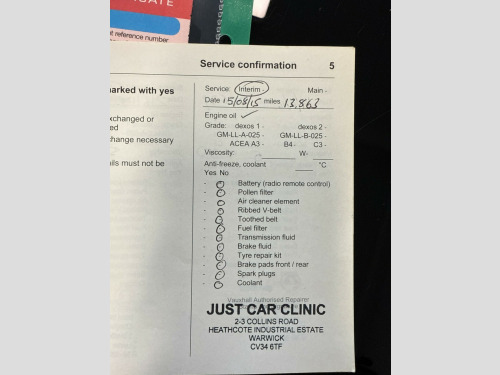 CATE
t reference number
Service confirmation 5
arked with yes
xchanged or
ed
hange necessary
ils must not be
Service: Interim - Main -
Date 15/08/15 miles 13,863
Engine oil ✓
Grade: dexos 1 - dexos 2 -
GM-LL-A-025 - GM-LL-B-025 -
ACEA A3 - B4- C3 -
Viscosity: W-
Anti-freeze, coolant °C
Yes No
- Battery (radio remote control)
- Pollen filter
- Air cleaner element
- Ribbed V-belt
- Toothed belt
- Fuel filter
- Transmission fluid
- Brake fluid
- Tyre repair kit
- Brake pads front / rear
- Spark plugs
- Coolant
Vauxhall Authorised Repairer
JUST CAR CLINIC
2-3 COLLINS ROAD
HEATHCOTE INDUSTRIAL ESTATE
WARWICK
CV34 6TF